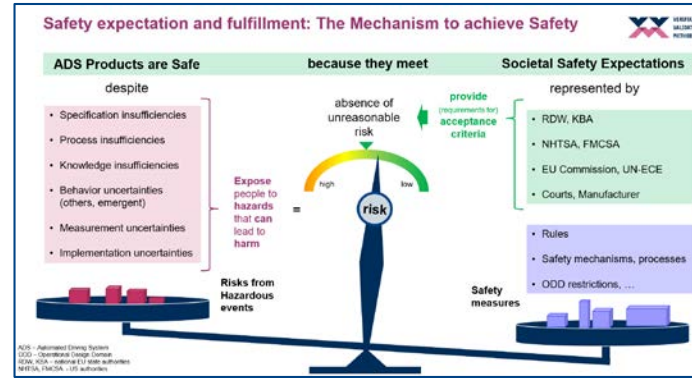 Safety expectation and fulfillment: The Mechanism to achieve Safety
ADS Products are Safe
because they meet
Societal Safety Expectations
despite
• Specification insufficiencies
• Process insufficiencies
• Knowledge insufficiencies
• Behavior uncertainties
(others, emergent)
• Measurement uncertainties
• Implementation uncertainties
Expose
people to
hazards
that can
lead to
harm
=
absence of
unreasonable
risk
high
low
risk
provide
(requirements for)
acceptance
criteria
represented by
• RDW, KBA
• NHTSA, FMCSA
• EU Commission, UN-ECE
• Courts, Manufacturer
• Rules
• Safety mechanisms, processes
• ODD restrictions, ...
Risks from
Hazardous
events
Safety
measures
ADS – Automated Driving System
ODD – Operational Design Domain
RDW, KBA – national EU state authorities
NHTSA, FMCSA – US authorities